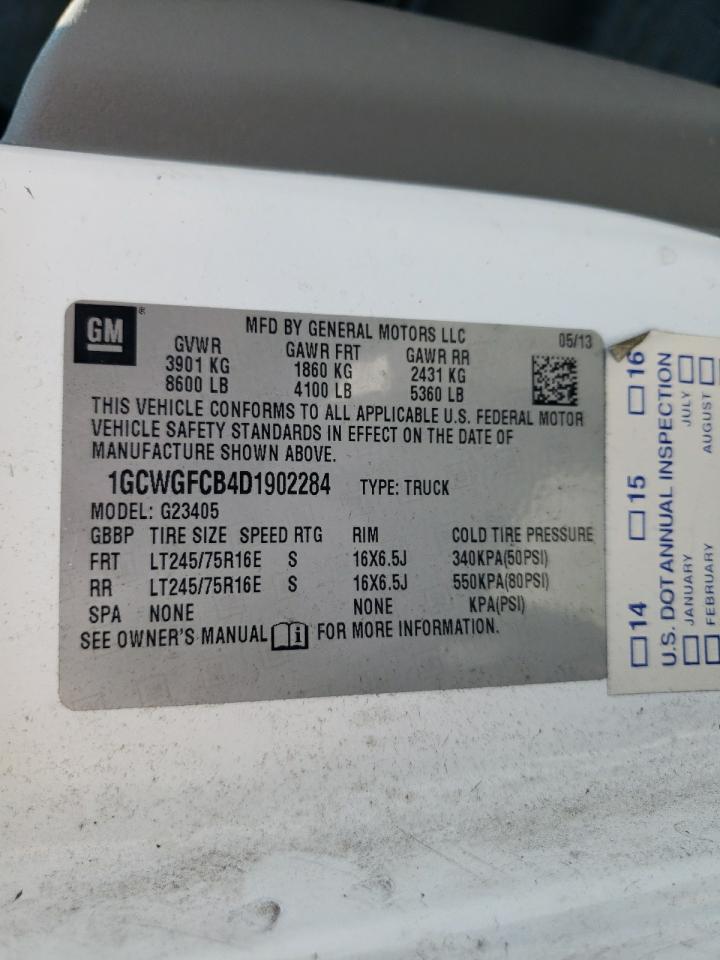 GM®
MFD BY GENERAL MOTORS LLC 05/13
GVWR GAWR FRT GAWR RR
3901 KG 1860 KG 2431 KG
8600 LB 4100 LB 5360 LB
THIS VEHICLE CONFORMS TO ALL APPLICABLE U.S. FEDERAL MOTOR
VEHICLE SAFETY STANDARDS IN EFFECT ON THE DATE OF
MANUFACTURE SHOWN ABOVE.
1GCWGFCB4D1902284 TYPE: TRUCK
MODEL: G23405
GBBP TIRE SIZE SPEED RTG RIM COLD TIRE PRESSURE
FRT LT245/75R16E S 16X6.5J 340KPA(50PSI)
RR LT245/75R16E S 16X6.5J 550KPA(80PSI)
SPA NONE NONE KPA(PSI)
SEE OWNER'S MANUAL FOR MORE INFORMATION.
14 15 16
U.S. DOT ANNUAL INSPECTION
JANUARY JULY
FEBRUARY AUGUST